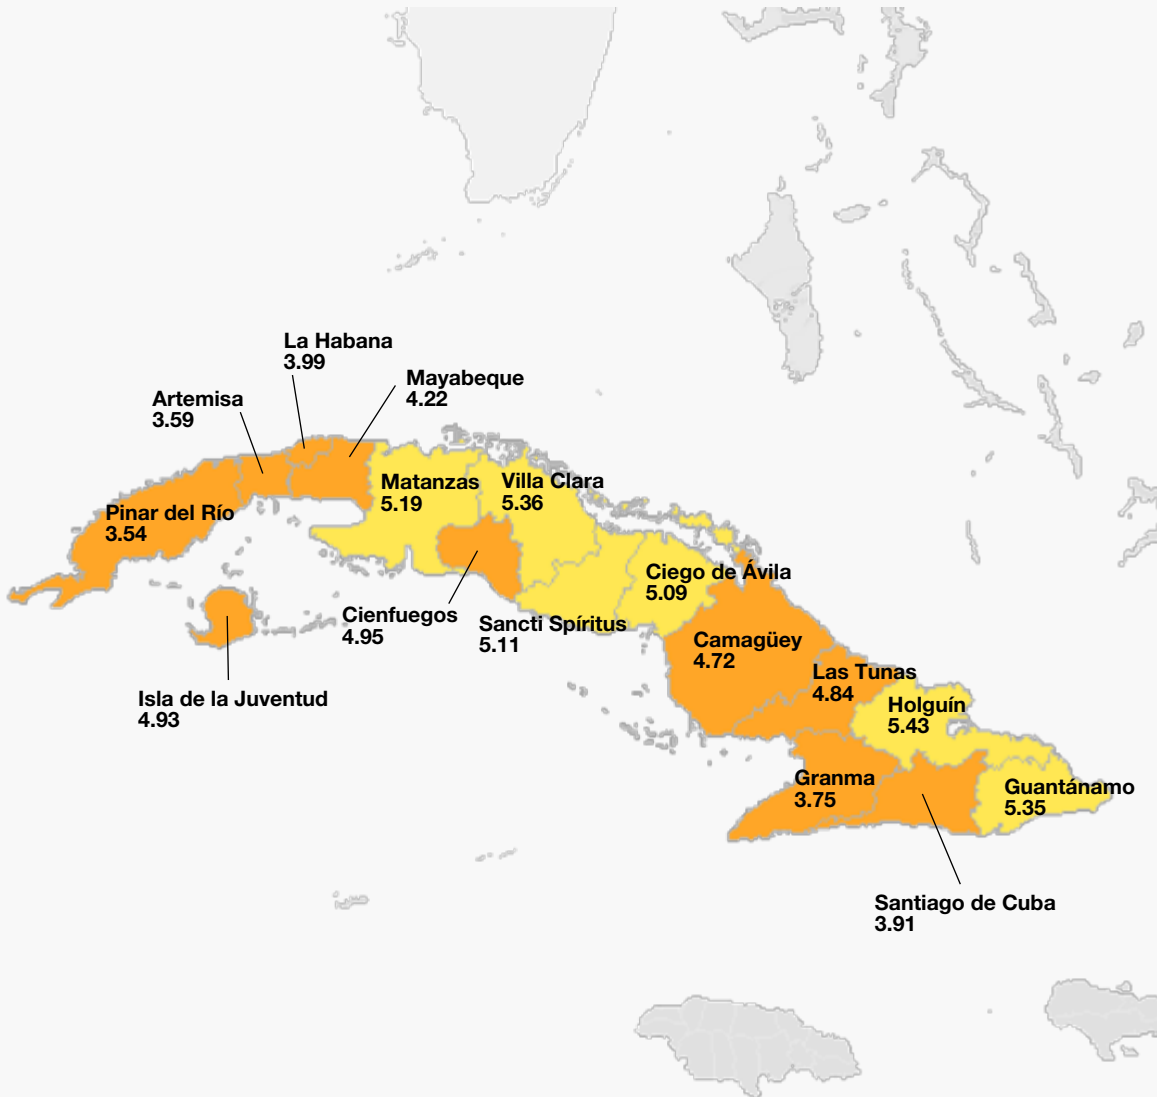 La Habana
3.99
Mayabeque
4.22
Artemisa
3.59
Matanzas
5.19
Villa Clara
5.36
Pinar del Río
3.54
Ciego de Ávila
5.09
Cienfuegos
4.95
Sancti Spíritus
5.11
Camagüey
4.72
Las Tunas
4.84
Isla de la Juventud
4.93
Holguín
5.43
Granma
3.75
Guantánamo
5.35
Santiago de Cuba
3.91